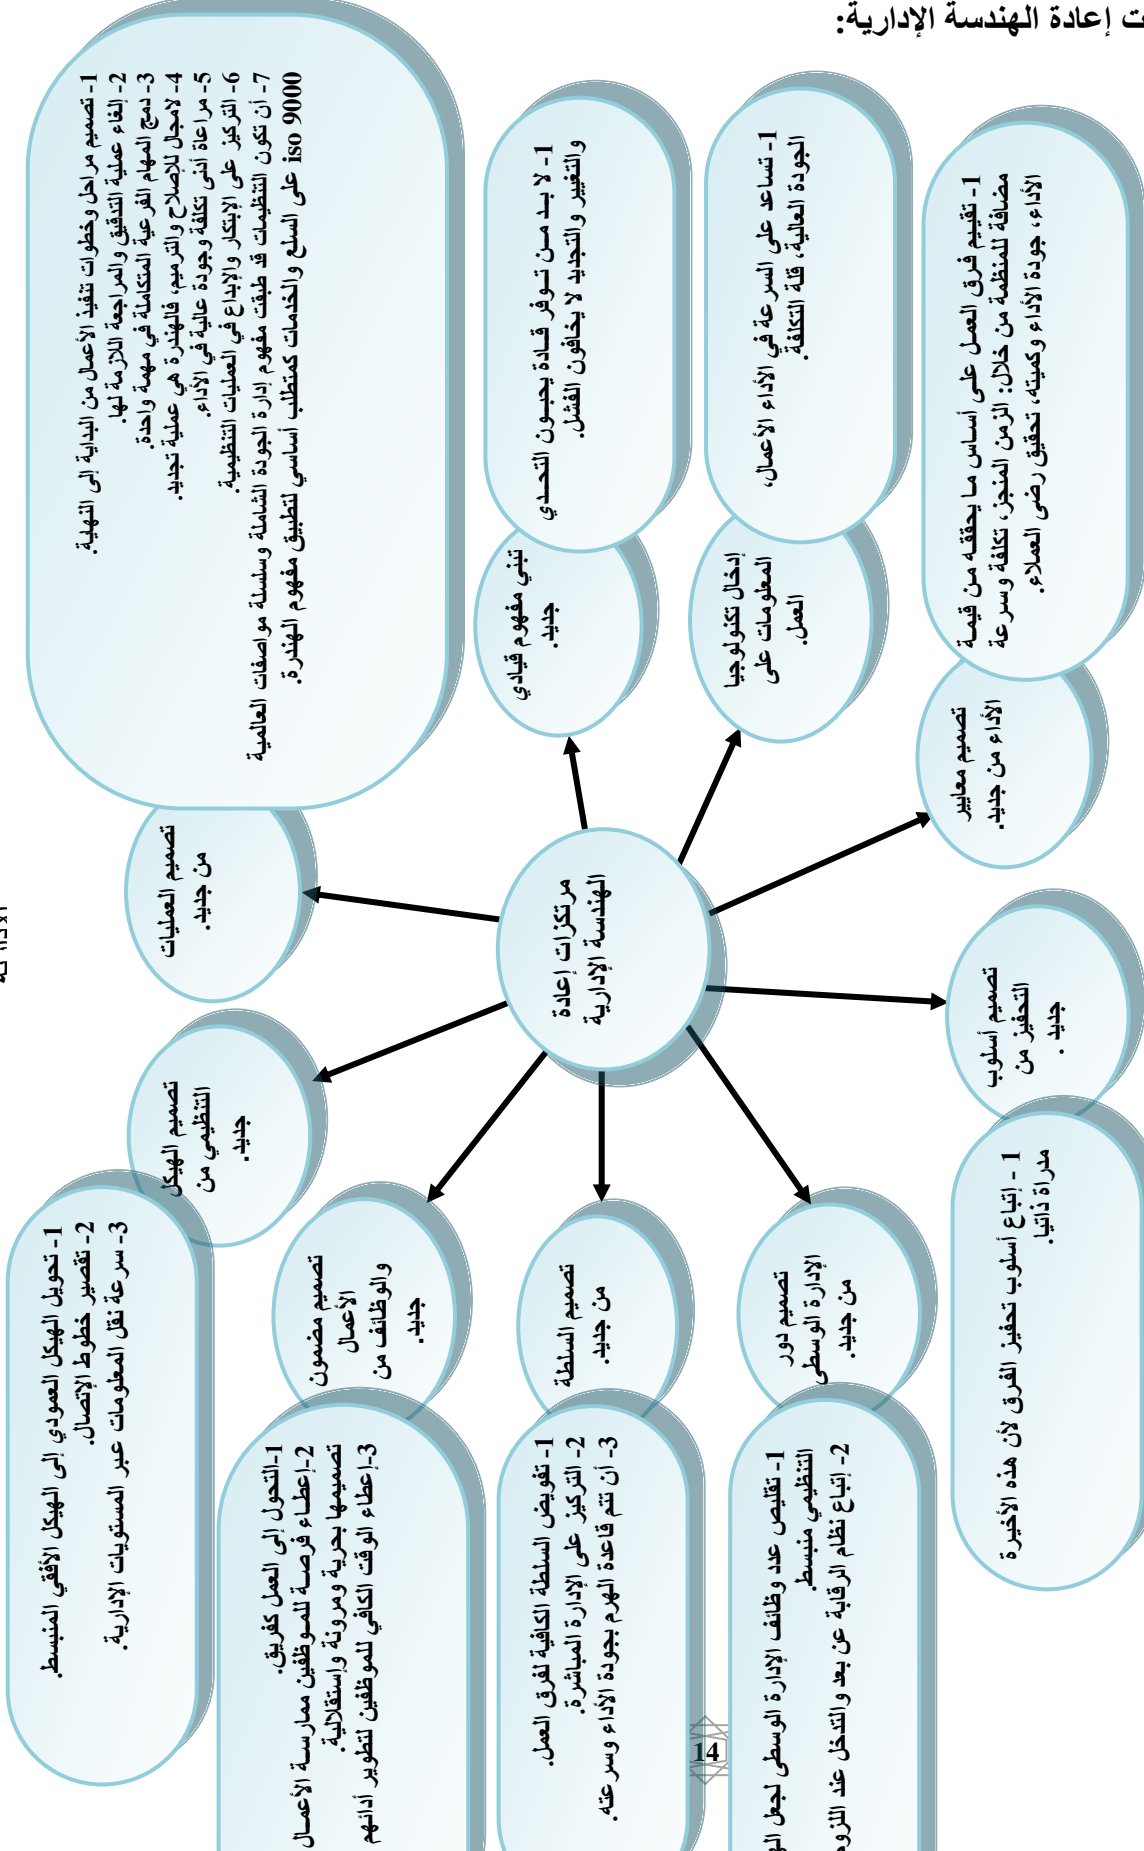 ت إعادة الهندسة الإدارية:
مرتكزات إعادة
الهندسة الإدارية
تصميم العمليات
من جديد.
1- تصميم مراحل وخطوات تنفيذ الأعمال من البداية إلى النهاية.
2- إلغاء عملية التدقيق والمراجعة اللازمة لها.
3- دمج المهام الفرعية المتكاملة في مهمة واحدة.
4- لامجال للإصلاح والترميم، فالهندرة هي عملية تجديد.
5- مراعاة أدنى تكلفة وجودة عالية في الأداء.
6- التركيز على الابتكار والإبداع في العمليات التنظيمية.
7- أن تكون التنظيمات قد طبقت مفهوم إدارة الجودة الشاملة وسلسلة مواصفات العالمية
iso 9000 على السلع والخدمات كمتطلب أساسي لتطبيق مفهوم الهندرة.
تبني مفهوم قيادي
جديد.
1- لا بد من توفر قادة يحبون التحدي
والتغيير والتجديد لا يخافون الفشل.
إدخال تكنولوجيا
المعلومات على
العمل.
1- تساعد على السرعة في الأداء الأعمال،
الجودة العالية، قلة التكلفة.
تصميم معايير
الأداء من جديد.
1- تقييم فرق العمل على أساس ما يحققه من قيمة
مضافة للمنظمة من خلال: الزمن المنجز، تكلفة وسرعة
الأداء، جودة الأداء وكميته، تحقيق رضى العملاء.
تصميم أسلوب
التحفيز من
جديد .
1 - إتباع أسلوب تحفيز الفرق لأن هذه الأخيرة
مدراة ذاتيا.
تصميم دور
الإدارة الوسطى
من جديد.
1- تقليص عدد وظائف الإدارة الوسطى لجعل
التنظيمي منبسط.
2- إتباع نظام الرقابة عن بعد والتدخل عند
تصميم السلطة
من جديد.
1- تفويض السلطة الكافية لفرق العمل.
2- التركيز على الإدارة المباشرة.
3- أن تتم قاعدة الهرم بجودة الأداء وسرعته.
تصميم مضمون
الأعمال
والوظائف من
جديد.
1-التحول إلى العمل كفريق.
2-إعطاء فرصة للموظفين ممارسة الأعمال
تصميمها بحرية ومرونة وإستقلالية.
3-إعطاء الوقت الكافي للموظفين لتطوير أدائهم
تصميم الهيكل
التنظيمي من
جديد.
1- تحويل الهيكل العمودي إلى الهيكل الأفقي المنبسط.
2- تقصير خطوط الإتصال.
3- سرعة نقل المعلومات عبر المستويات الإدارية.
14